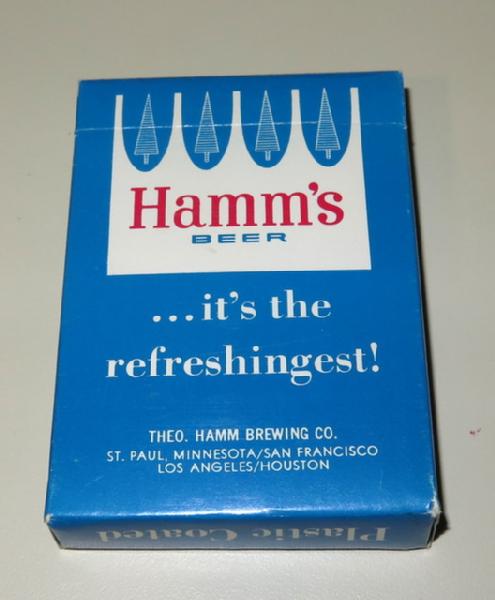 Hamm's
BEER
...it's the
refreshingest!
THEO. HAMM BREWING CO.
ST. PAUL, MINNESOTA/SAN FRANCISCO
LOS ANGELES/HOUSTON
Plastic Coated